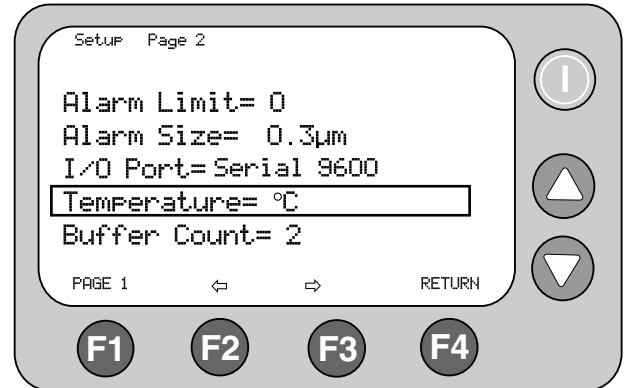 Setup Page 2
Alarm Limit= 0
Alarm Size= 0.3µm
I/O Port= Serial 9600
Temperature= °C
Buffer Count= 2
PAGE 1 ⇦ ⇨ RETURN
F1 F2 F3 F4
I